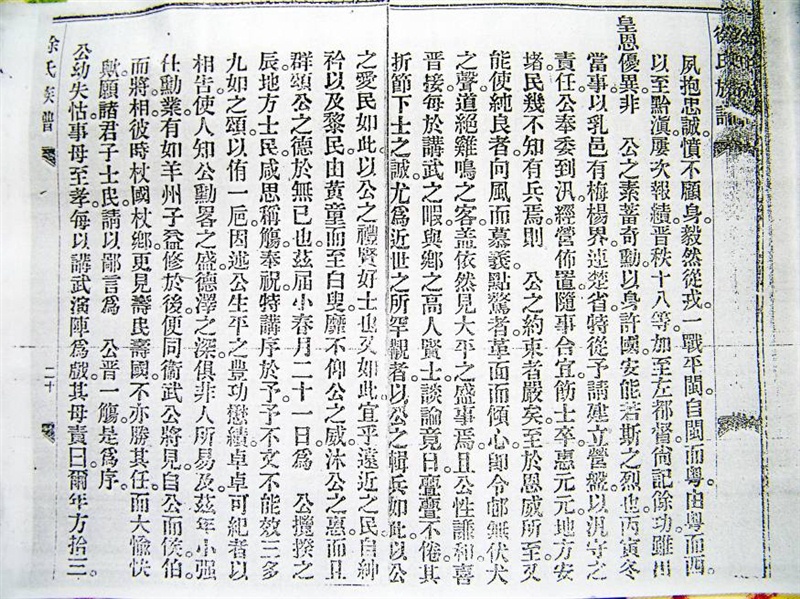 徐氏族譜
夙抱忠誠憤不顧身毅然從戎一戰平閩自閩而粵由粵而西
以至黔滇屢次報績晋秩十八等加至左都督尙記餘功雖出
皇恩優異非 公之素蓄奇動以身許國安能若斯之烈也丙寅冬
當事以乳邑有梅楊界連楚省特從予請建立營盤以汛守之
責任公奉委到汛經營佈置隨事合宜節士卒惠元元地方安
堵民幾不知有兵焉則 公之約束者嚴矣至於恩威所至又
能使純良者向風而慕義點驁者革面而傾心卽令郵無伏犬
之聲道絕雞鳴之客盖依然見大平之盛事焉且公性謙和喜
晋接每於講武之暇與鄉之高人賢士談論竟日亹亹不倦其
折節下士之誠尤爲近世之所罕覯者以公之輯兵如此以公
之愛民如此以公之禮賢好士也又如此宜乎遠近之民自紳
衿以及黎民由黄童而至白叟靡不仰公之威沐公之惠而且
群頌公之德於無已也茲屆小春月二十一日爲 公攬揆之
辰地方士民咸思稱觴奉祝特講序於予予不文不能效三多
九如之頌以侑一巵因述公生平之豐功懋績卓卓可紀者以
相告使人知公勳畧之盛德澤之深俱非人所易及茲年小强
仕勳業有如羊州子益修於後便同衛武公將見自公而侯伯
而將相彼時杖國杖鄉更見壽民壽國不亦勝其任而大愉快
歟願諸君子士民請以鄙言爲 公晋一觴是爲序
公幼失怙事母至孝每以講武演陣爲戲其母責曰爾年方拾三
徐氏族譜
二十